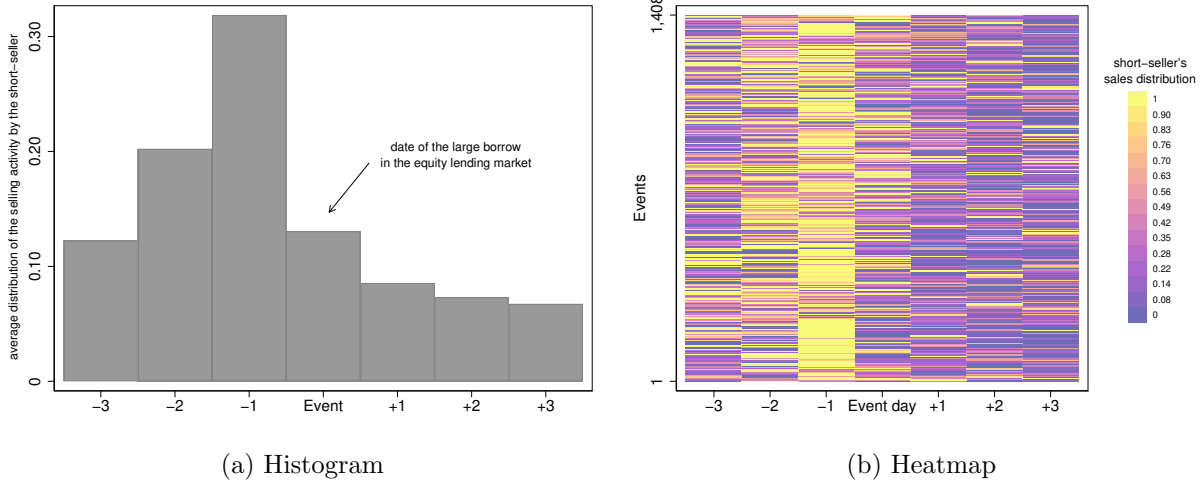 average distribution of the selling activity by the short−seller
0.30
0.20
0.10
0
date of the large borrow
in the equity lending market
−3 −2 −1 Event +1 +2 +3
(a) Histogram
Events
1,408
1
−3 −2 −1 Event day +1 +2 +3
short−seller's
sales distribution
1
0.90
0.83
0.76
0.70
0.63
0.56
0.49
0.42
0.35
0.28
0.22
0.14
0.08
0
(b) Heatmap